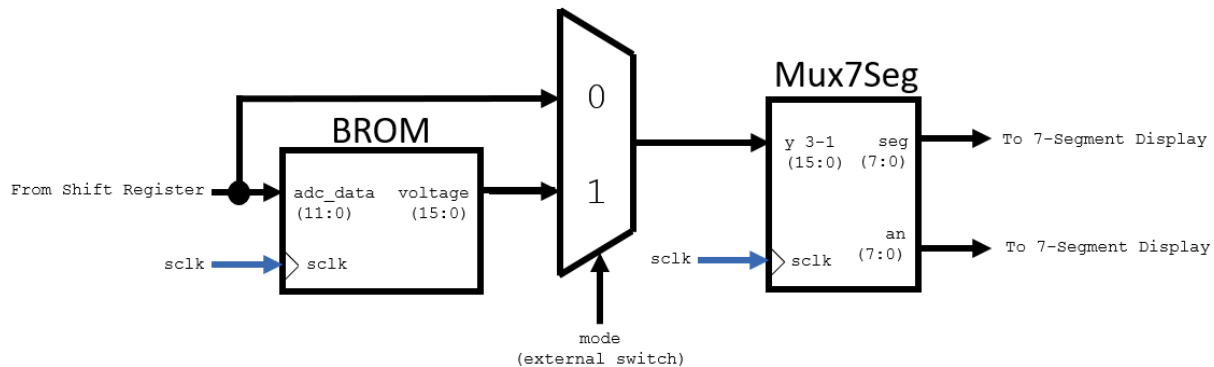 Mux7Seg
0
BROM
y 3-1 seg
(15:0) (7:0)
To 7-Segment Display
From Shift Register
adc_data voltage
(11:0) (15:0)
1
an
(7:0)
To 7-Segment Display
sclk
sclk
sclk
sclk
mode
(external switch)